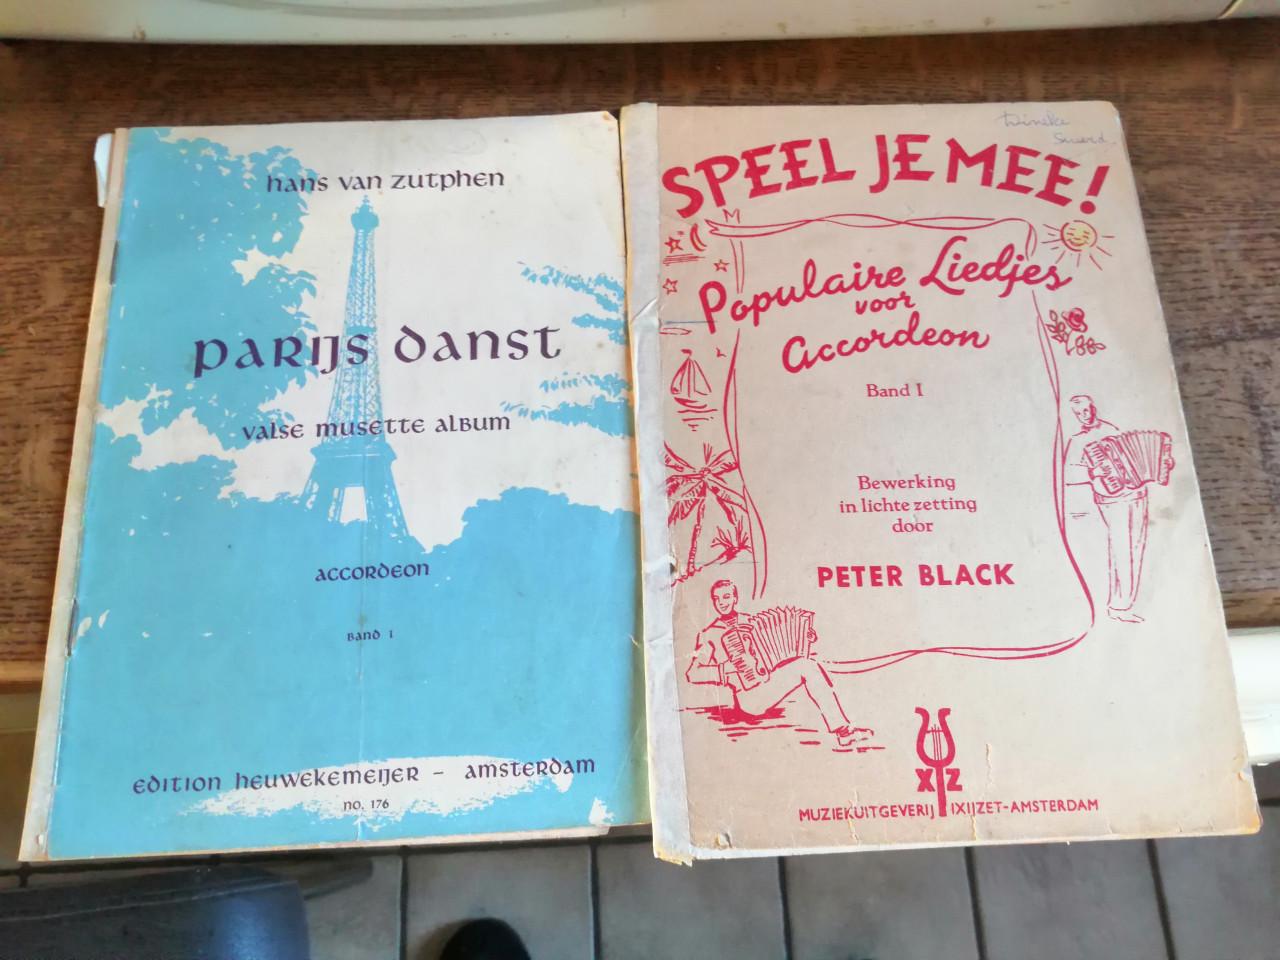 hans van zutphen
parijs danst
valse musette album
accordeon
band 1
edition heuwekemeijer - amsterdam
no. 176
SPEEL JE MEE!
Populaire Liedjes
voor
Accordeon
Band I
Bewerking
in lichte zetting
door
PETER BLACK
X Z
MUZIEKUITGEVERIJ IXIJZET-AMSTERDAM